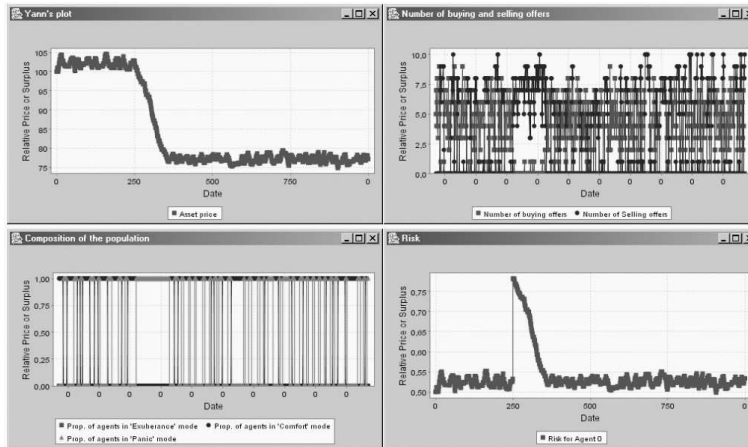 Yann's plot
Relative Price or Surplus
105
100
95
90
85
80
75
0 250 500 750 0
Date
Asset price
Number of buying and selling offers
Relative Price or Surplus
10,0
7,5
5,0
2,5
0,0
0 0 0 0 0 0 0 0 0
Date
Number of buying offers Number of Selling offers
Composition of the population
Relative Price or Surplus
1,00
0,75
0,50
0,25
0,00
0 0 0 0 0 0 0 0 0
Date
Prop. of agents in 'Exuberance' mode Prop. of agents in 'Comfort' mode
Prop. of agents in 'Panic' mode
Risk
Relative Price or Surplus
0,75
0,70
0,65
0,60
0,55
0,50
0 250 500 750 0
Date
Risk for Agent 0